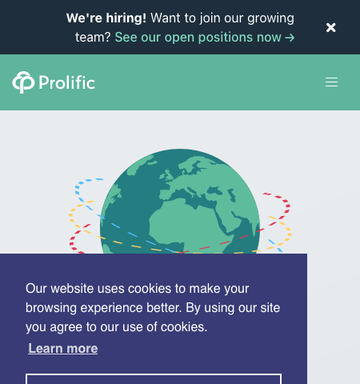 We're hiring! Want to join our growing
team? See our open positions now →
Prolific
Our website uses cookies to make your
browsing experience better. By using our site
you agree to our use of cookies.
Learn more